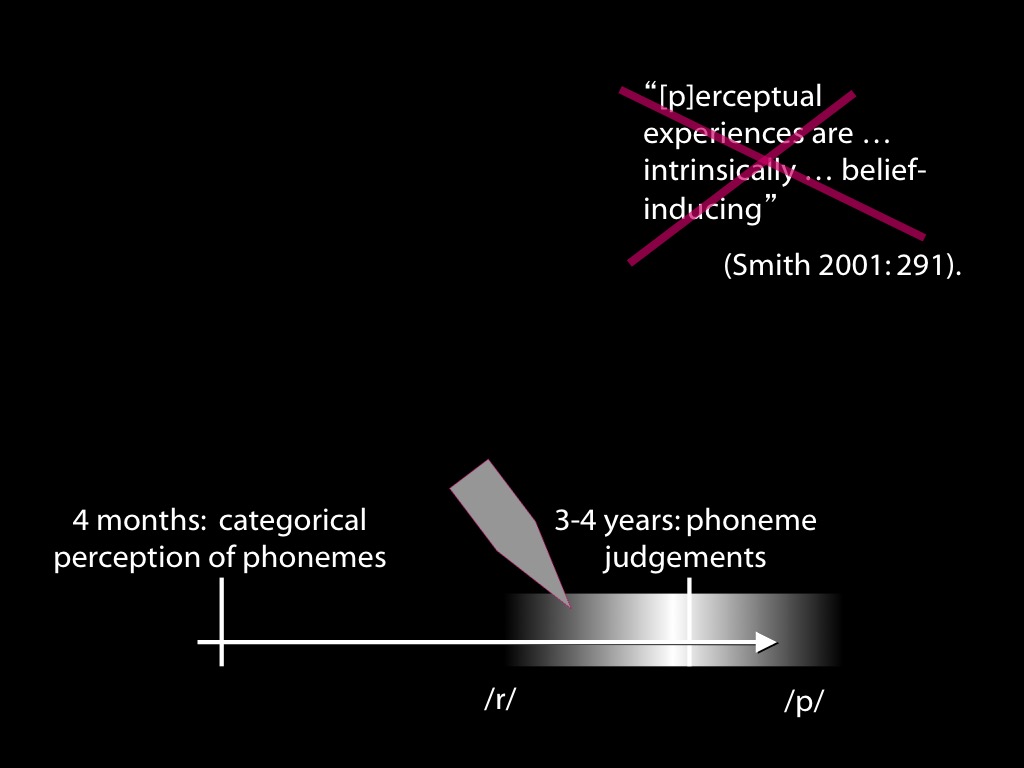 “[p]erceptual
experiences are …
intrinsically … belief-
inducing”
(Smith 2001: 291).
4 months:  categorical
perception of phonemes
3-4 years: phoneme
judgements
/r/
/p/